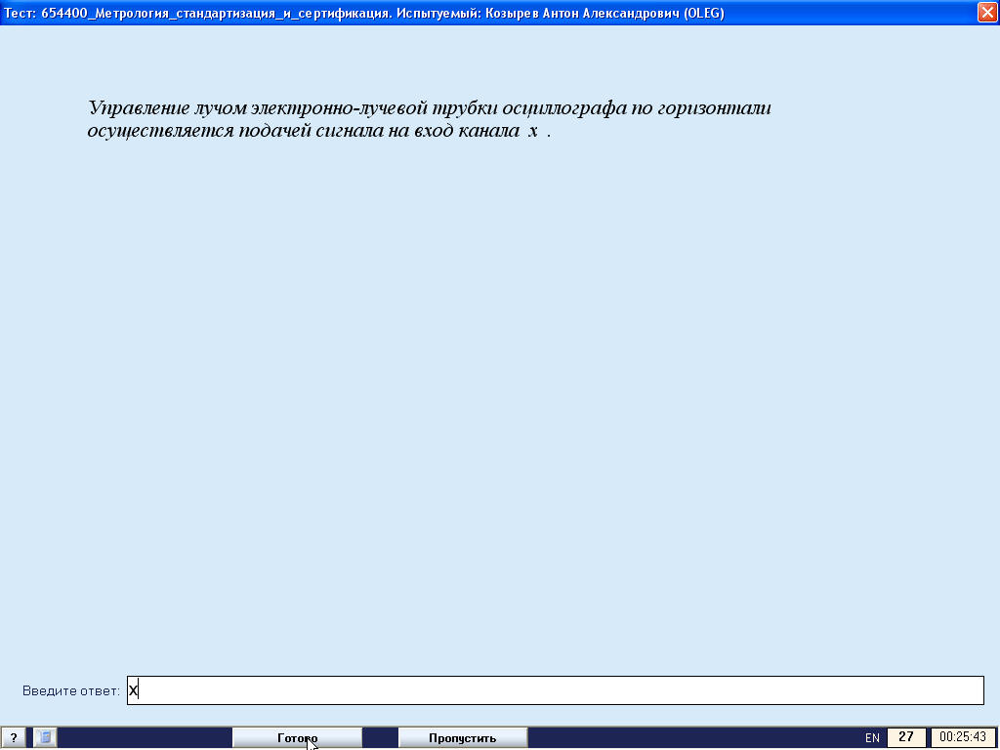 Тест: 654400_Метрология_стандартизация_и_сертификация. Испытуемый: Козырев Антон Александрович (OLEG)
Управление лучом электронно-лучевой трубки осциллографа по горизонтали
осуществляется подачей сигнала на вход канала x .
Введите ответ: x
? Готово Пропустить EN 27 00:25:43